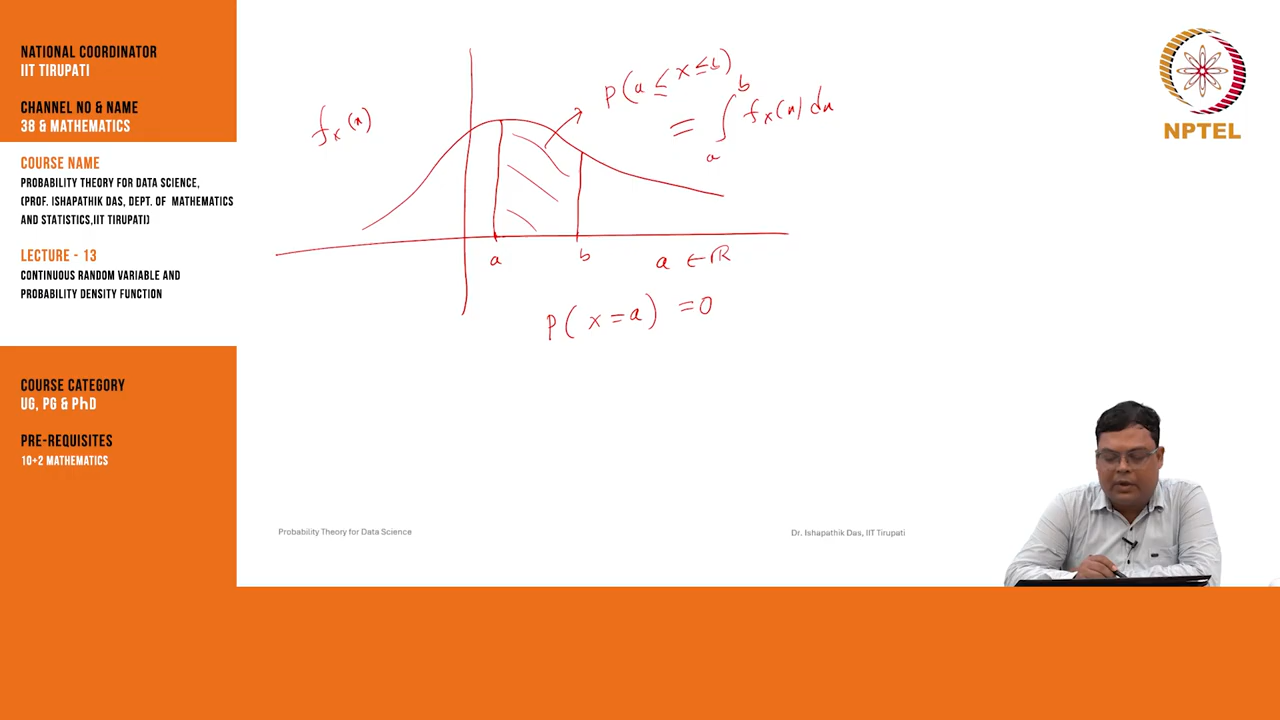 NATIONAL COORDINATOR
IIT TIRUPATI
CHANNEL NO & NAME
38 & MATHEMATICS
COURSE NAME
PROBABILITY THEORY FOR DATA SCIENCE,
(PROF. ISHAPATHIK DAS, DEPT. OF MATHEMATICS
AND STATISTICS,IIT TIRUPATI)
LECTURE - 13
CONTINUOUS RANDOM VARIABLE AND
PROBABILITY DENSITY FUNCTION
COURSE CATEGORY
UG, PG & PhD
PRE-REQUISITES
10+2 MATHEMATICS
f_X(x)
P(a ≤ X ≤ b)
= ∫_a^b f_X(x) dx
a b a ∈ ℝ
P(X = a) = 0
Probability Theory for Data Science
Dr. Ishapathik Das, IIT Tirupati
NPTEL